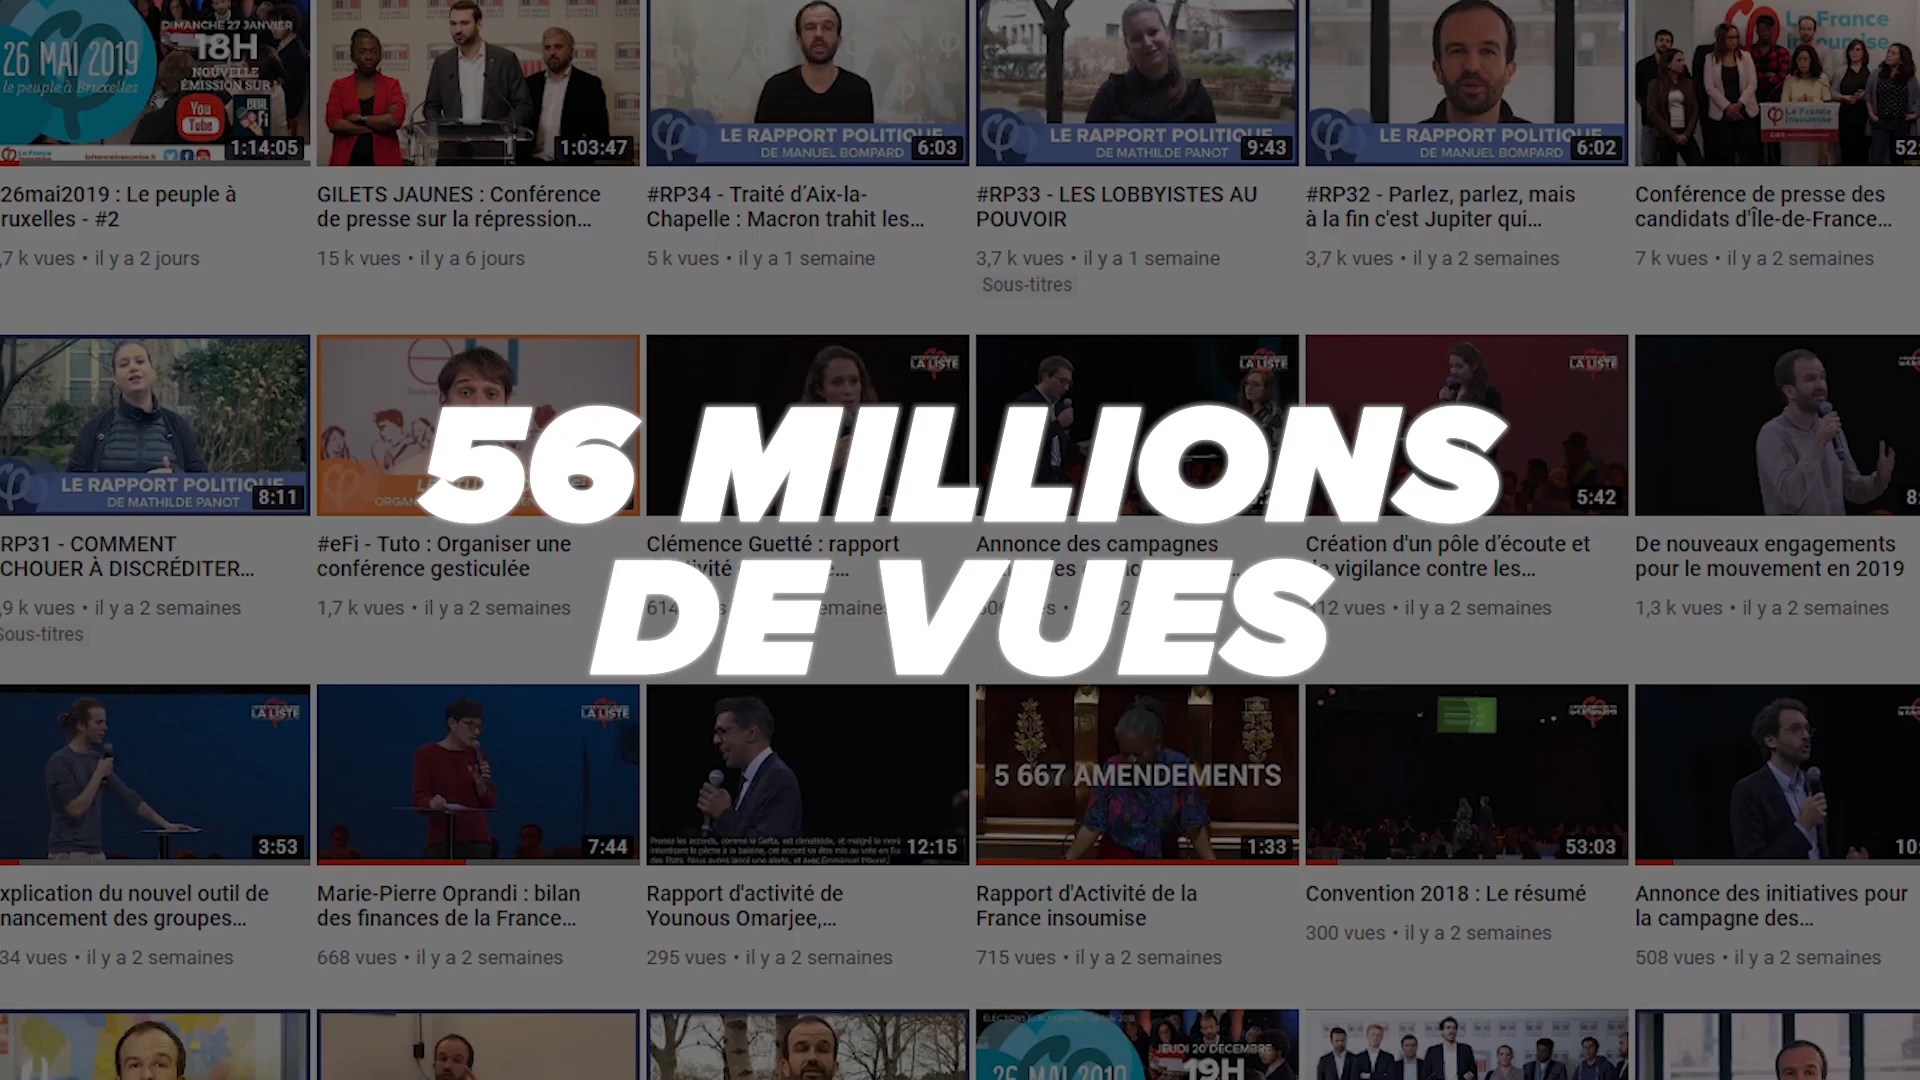 DIMANCHE 27 JANVIER
26 MAI 2019
18H
le peuple à Bruxelles
NOUVELLE
ÉMISSION SUR
You
Tube
1:14:05
1:03:47
LE RAPPORT POLITIQUE
DE MANUEL BOMPARD
6:03
LE RAPPORT POLITIQUE
DE MATHILDE PANOT
9:43
LE RAPPORT POLITIQUE
DE MANUEL BOMPARD
6:02
La France
insoumise
52:
26mai2019 : Le peuple à
ruxelles - #2
,7 k vues • il y a 2 jours
GILETS JAUNES : Conférence
de presse sur la répression...
15 k vues • il y a 6 jours
#RP34 - Traité d'Aix-la-
Chapelle : Macron trahit les...
5 k vues • il y a 1 semaine
#RP33 - LES LOBBYISTES AU
POUVOIR
3,7 k vues • il y a 1 semaine
Sous-titres
#RP32 - Parlez, parlez, mais
à la fin c'est Jupiter qui...
3,7 k vues • il y a 2 semaines
Conférence de presse des
candidats d'Île-de-France...
7 k vues • il y a 2 semaines
LE RAPPORT POLITIQUE
DE MATHILDE PANOT
8:11
LA LISTE
LA LISTE
LA LISTE
5:42
8:
56 MILLIONS
DE VUES
RP31 - COMMENT
CHOUER À DISCRÉDITER...
,9 k vues • il y a 2 semaines
Sous-titres
#eFi - Tuto : Organiser une
conférence gesticulée
1,7 k vues • il y a 2 semaines
Clémence Guetté : rapport
Annonce des campagnes
Création d'un pôle d'écoute et
vigilance contre les...
12 vues • il y a 2 semaines
De nouveaux engagements
pour le mouvement en 2019
1,3 k vues • il y a 2 semaines
LA LISTE
3:53
LA LISTE
7:44
12:15
5 667 AMENDEMENTS
1:33
53:03
10:
xplication du nouvel outil de
nancement des groupes...
34 vues • il y a 2 semaines
Marie-Pierre Oprandi : bilan
des finances de la France...
668 vues • il y a 2 semaines
Rapport d'activité de
Younous Omarjee,...
295 vues • il y a 2 semaines
Rapport d'Activité de la
France insoumise
715 vues • il y a 2 semaines
Convention 2018 : Le résumé
300 vues • il y a 2 semaines
Annonce des initiatives pour
la campagne des...
508 vues • il y a 2 semaines
JEUDI 20 DÉCEMBRE
26 MAI 2019
19H